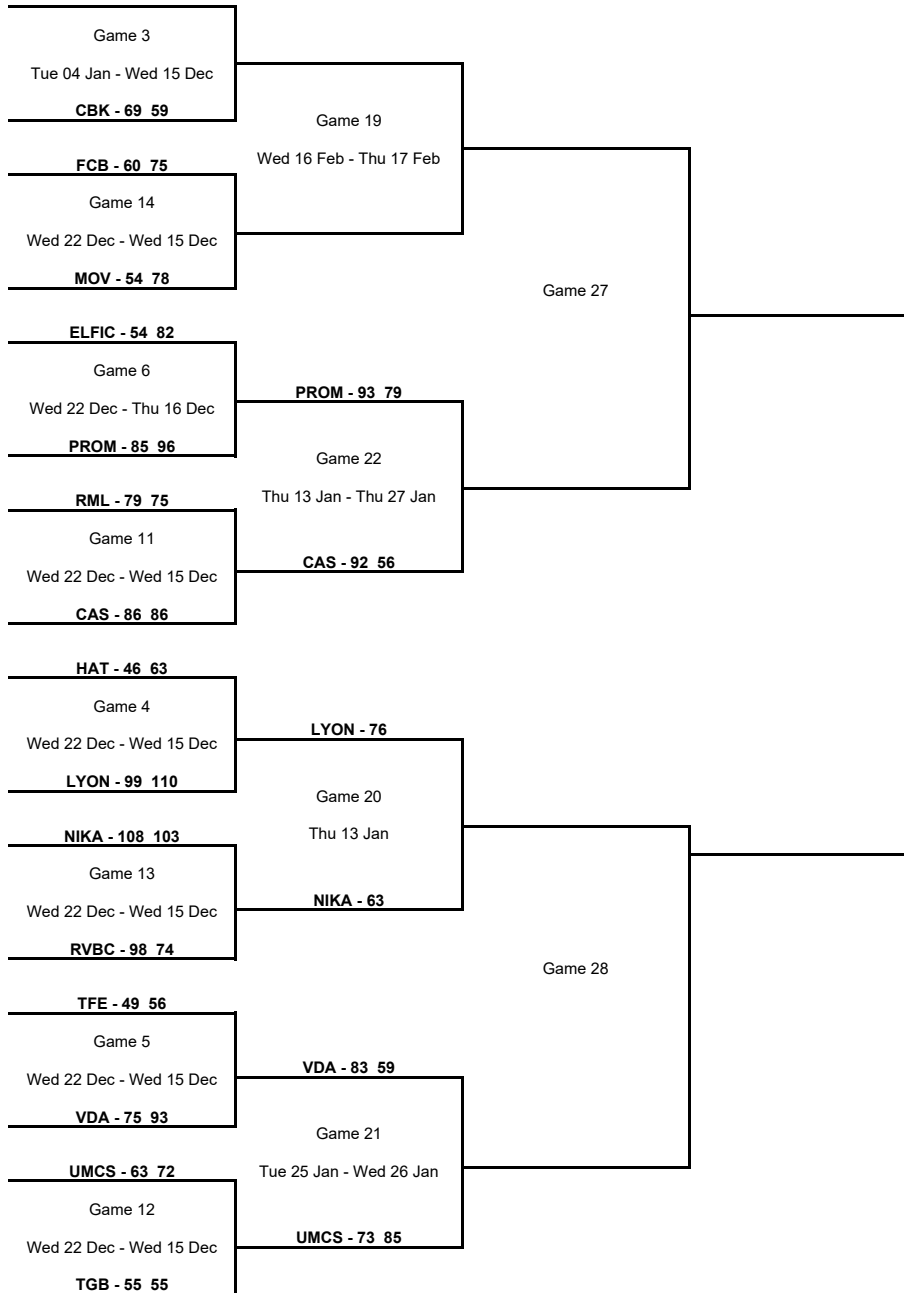 Game 3
Tue 04 Jan - Wed 15 Dec
CBK - 69 59
Game 19
Wed 16 Feb - Thu 17 Feb
FCB - 60 75
Game 14
Wed 22 Dec - Wed 15 Dec
MOV - 54 78
Game 27
ELFIC - 54 82
Game 6
Wed 22 Dec - Thu 16 Dec
PROM - 85 96
PROM - 93 79
Game 22
Thu 13 Jan - Thu 27 Jan
CAS - 92 56
RML - 79 75
Game 11
Wed 22 Dec - Wed 15 Dec
CAS - 86 86
HAT - 46 63
Game 4
Wed 22 Dec - Wed 15 Dec
LYON - 99 110
LYON - 76
Game 20
Thu 13 Jan
NIKA - 63
NIKA - 108 103
Game 13
Wed 22 Dec - Wed 15 Dec
RVBC - 98 74
Game 28
TFE - 49 56
Game 5
Wed 22 Dec - Wed 15 Dec
VDA - 75 93
VDA - 83 59
Game 21
Tue 25 Jan - Wed 26 Jan
UMCS - 73 85
UMCS - 63 72
Game 12
Wed 22 Dec - Wed 15 Dec
TGB - 55 55